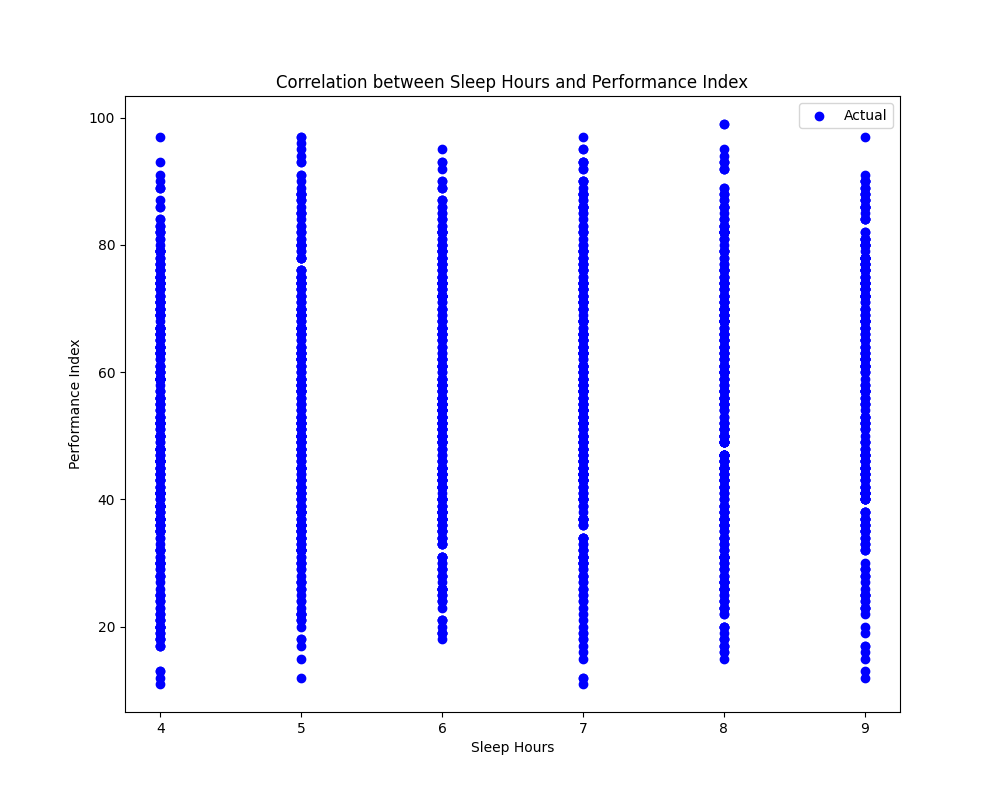 Correlation between Sleep Hours and Performance Index
Actual
100
80
60
40
20
Performance Index
4 5 6 7 8 9
Sleep Hours